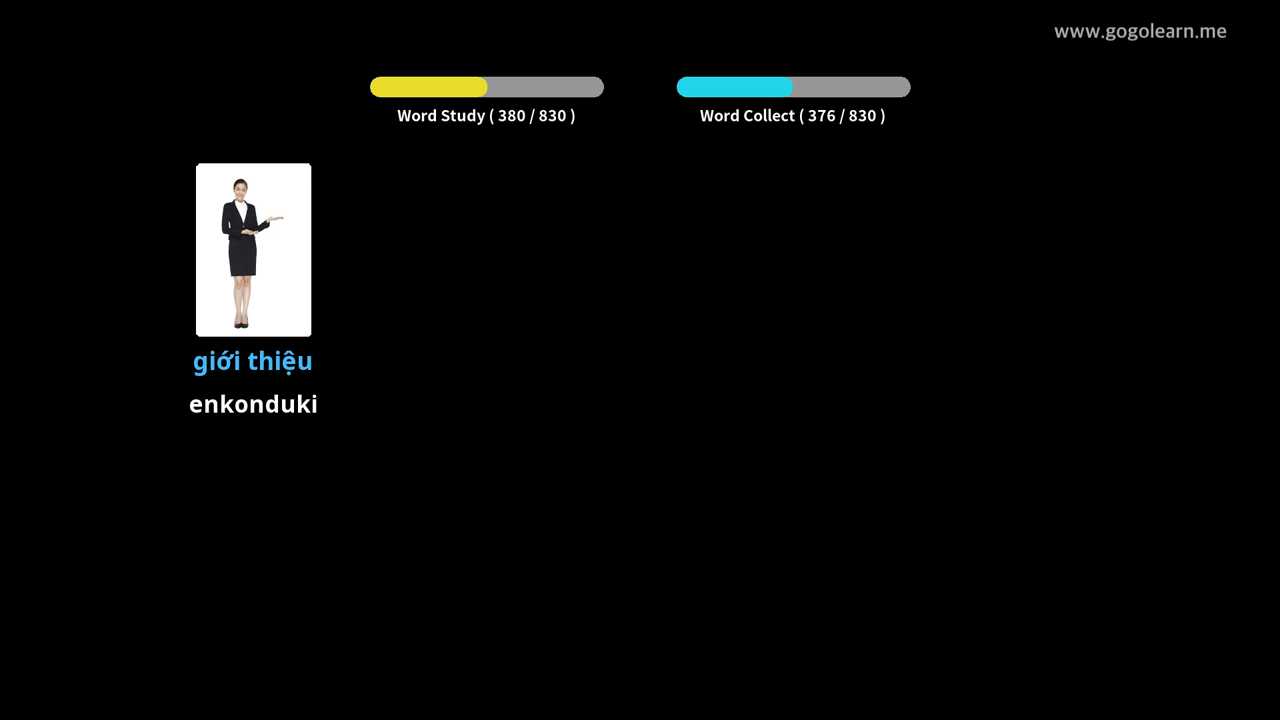 www.gogolearn.me
Word Study ( 380 / 830 )
Word Collect ( 376 / 830 )
giới thiệu
enkonduki